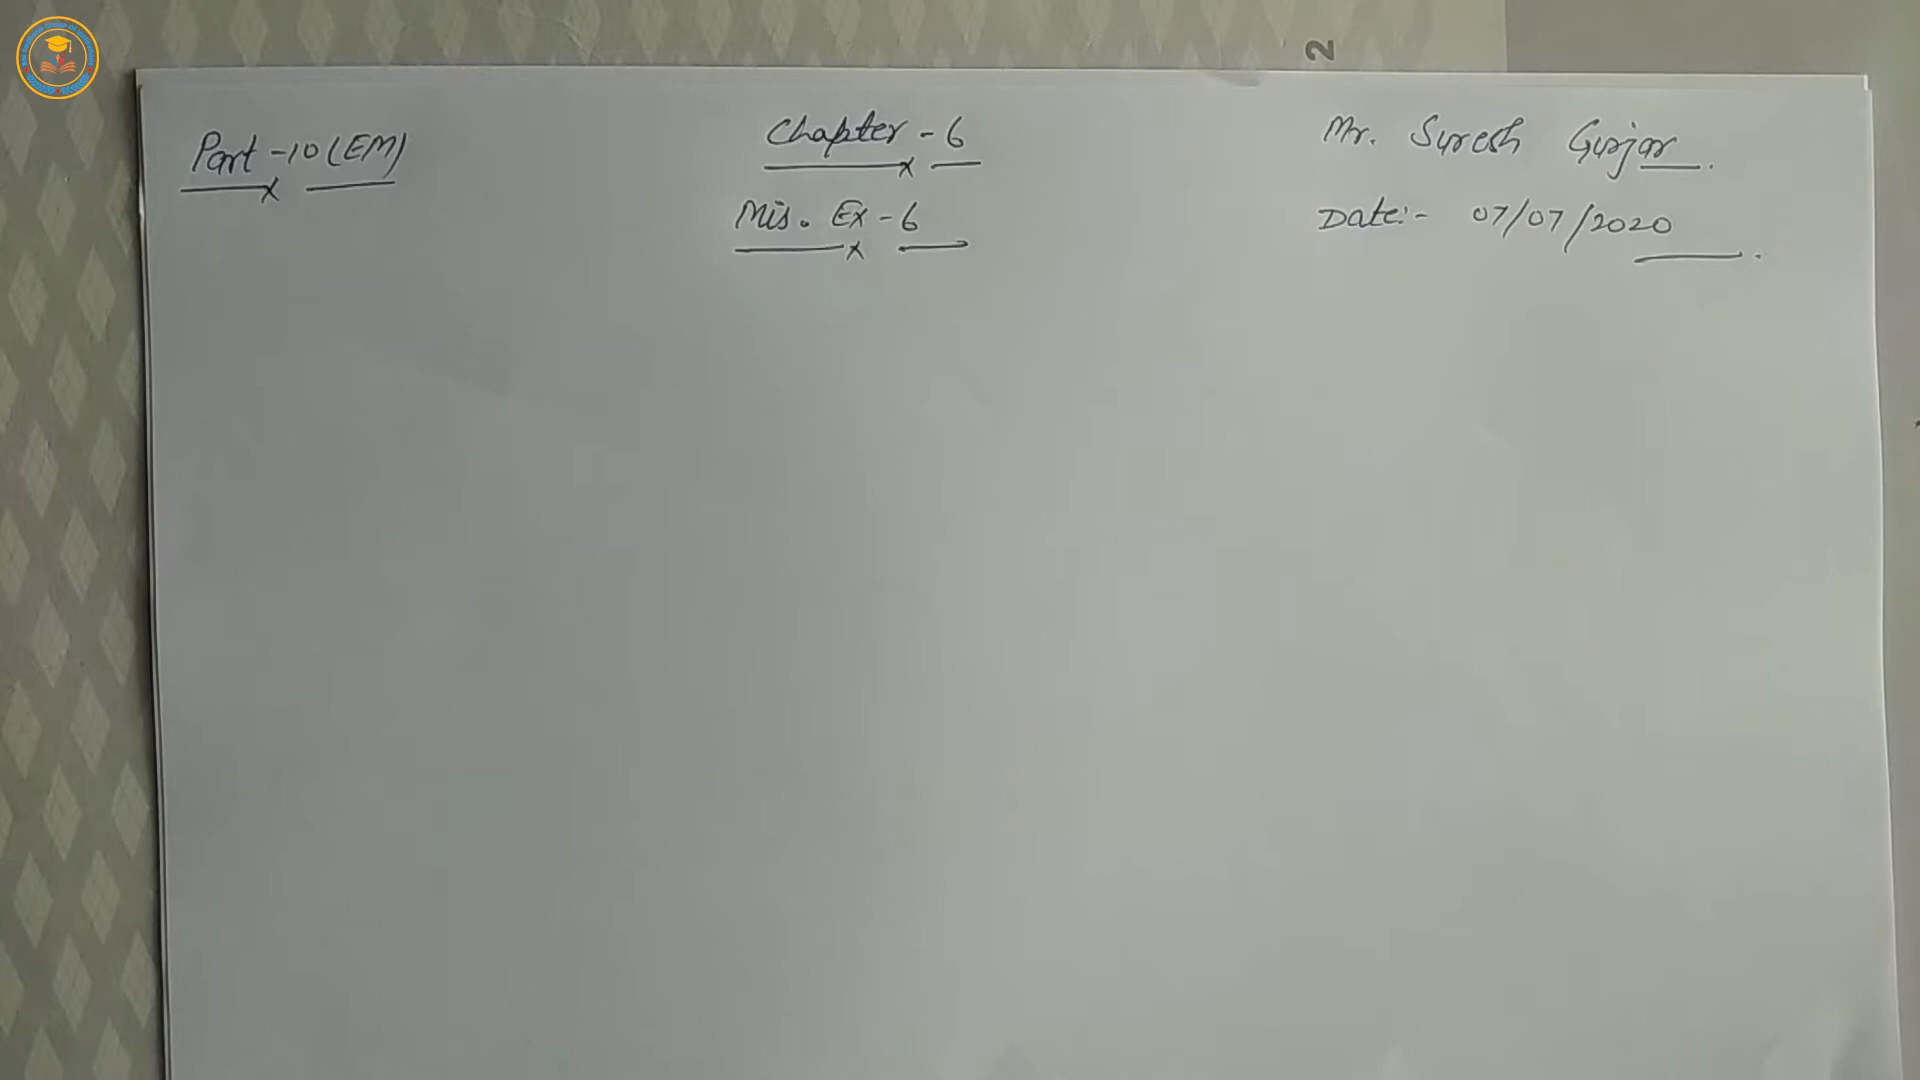 Part -10 (EM)
Chapter - 6
Mis. Ex - 6
Mr. Suresh Gurjar.
Date:- 07/07/2020.
2